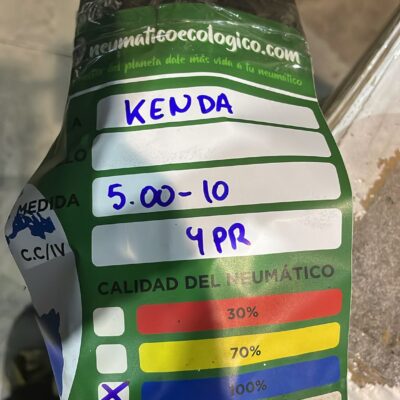 neumaticoecologico.com
del planeta dale más vida a tu neumático
KENDA
MEDIDA 5.00-10
C.C/IV 4PR
CALIDAD DEL NEUMÁTICO
30%
70%
X 100%